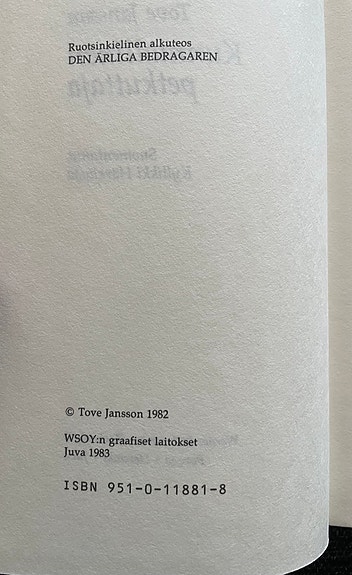 Ruotsinkielinen alkuteos
DEN ÄRLIGA BEDRAGAREN
© Tove Jansson 1982
WSOY:n graafiset laitokset
Juva 1983
ISBN 951-0-11881-8